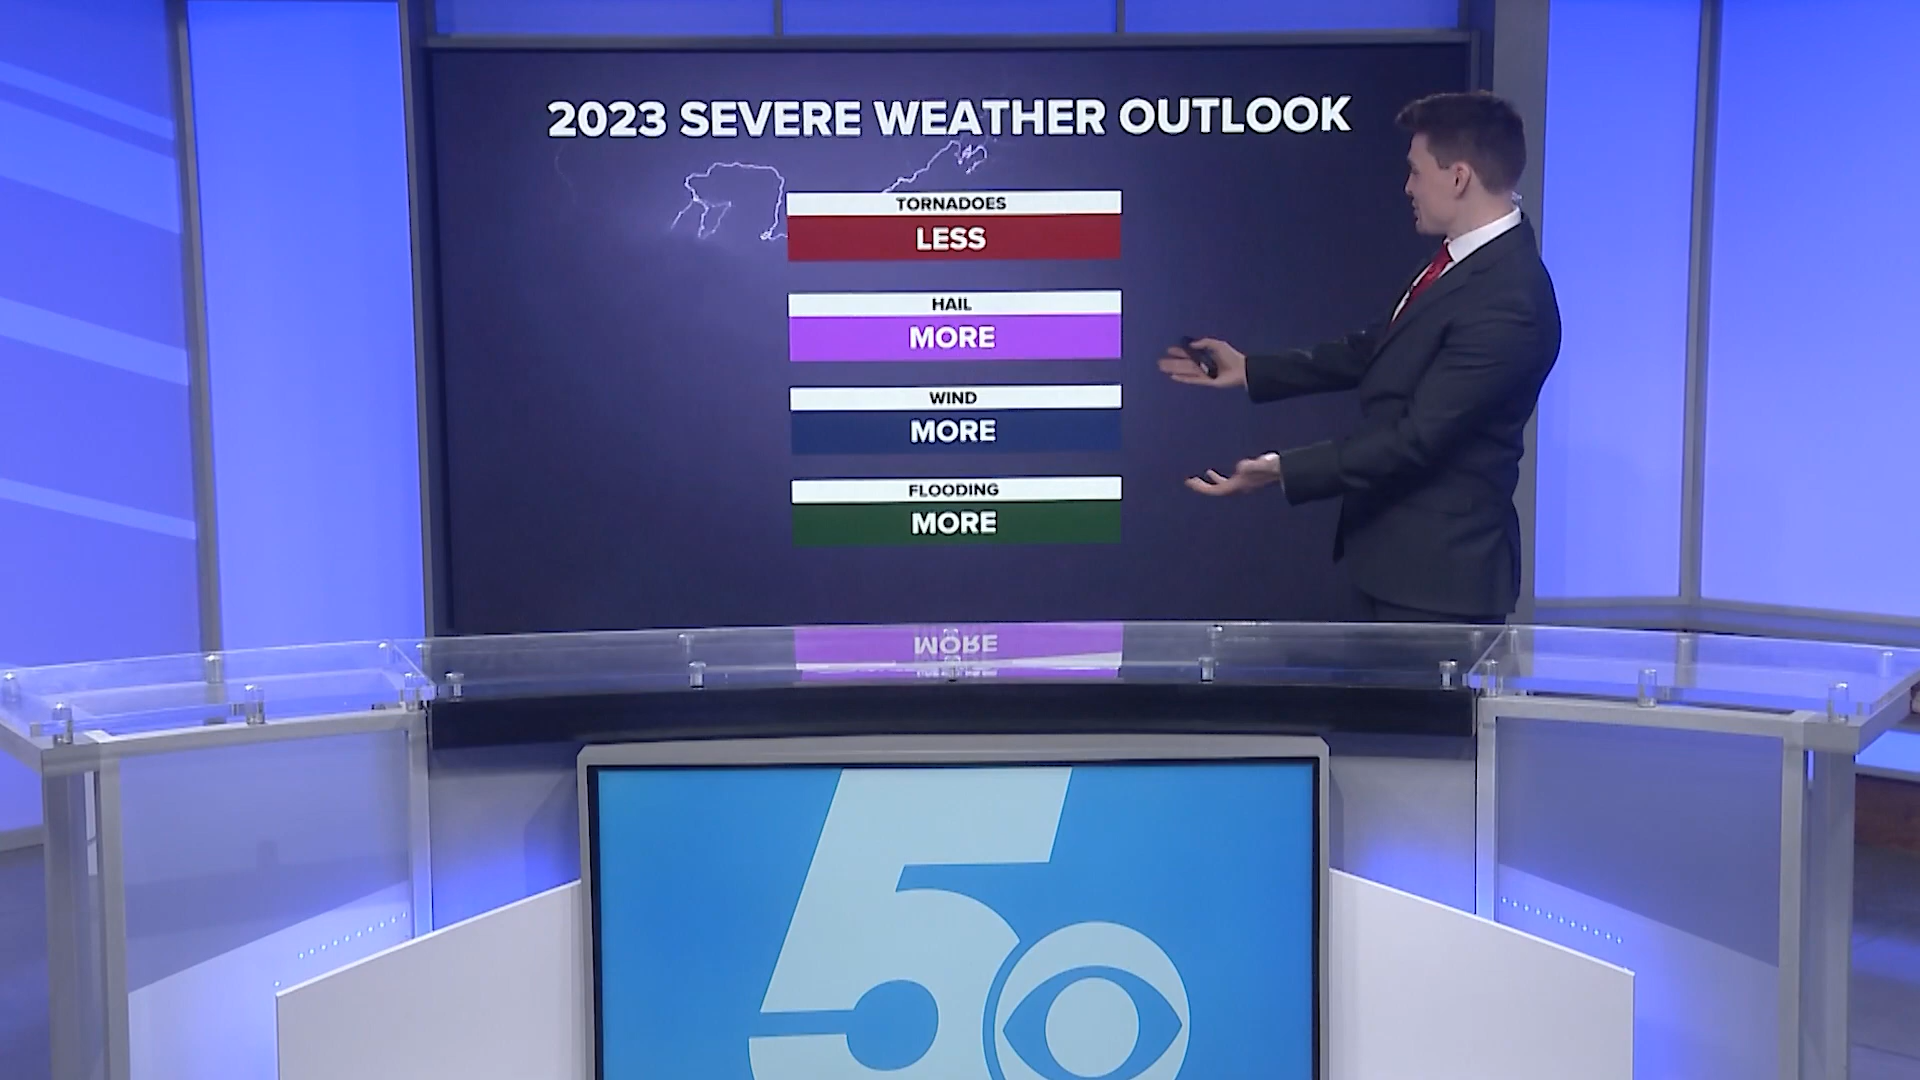 2023 SEVERE WEATHER OUTLOOK
TORNADOES
LESS
HAIL
MORE
WIND
MORE
FLOODING
MORE
MORE
5